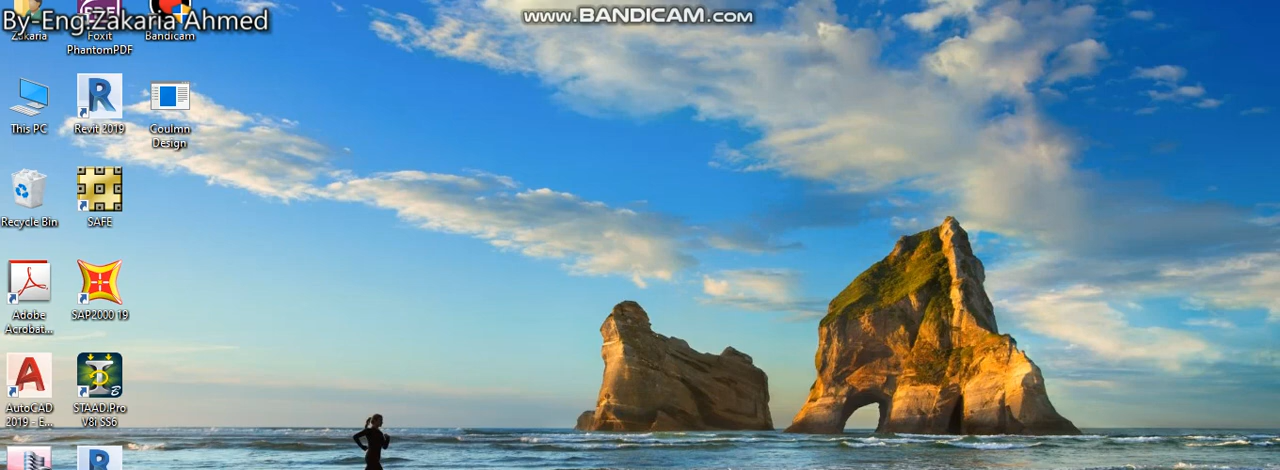 By-Eng.Zakaria Ahmed
www.BANDICAM.com
Zakaria
Foxit
PhantomPDF
Bandicam
This PC
Revit 2019
Coulmn
Design
Recycle Bin
SAFE
Adobe
Acrobat...
SAP2000 19
AutoCAD
2019 - E...
STAAD.Pro
V8i SS6